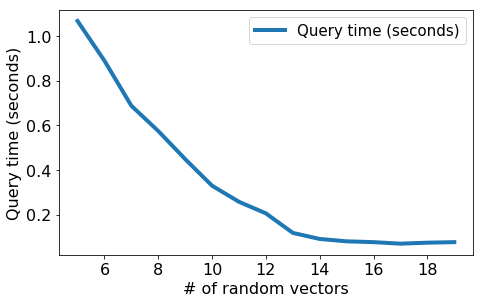 Query time (seconds)
1.0
0.8
0.6
0.4
0.2
Query time (seconds)
6 8 10 12 14 16 18
# of random vectors